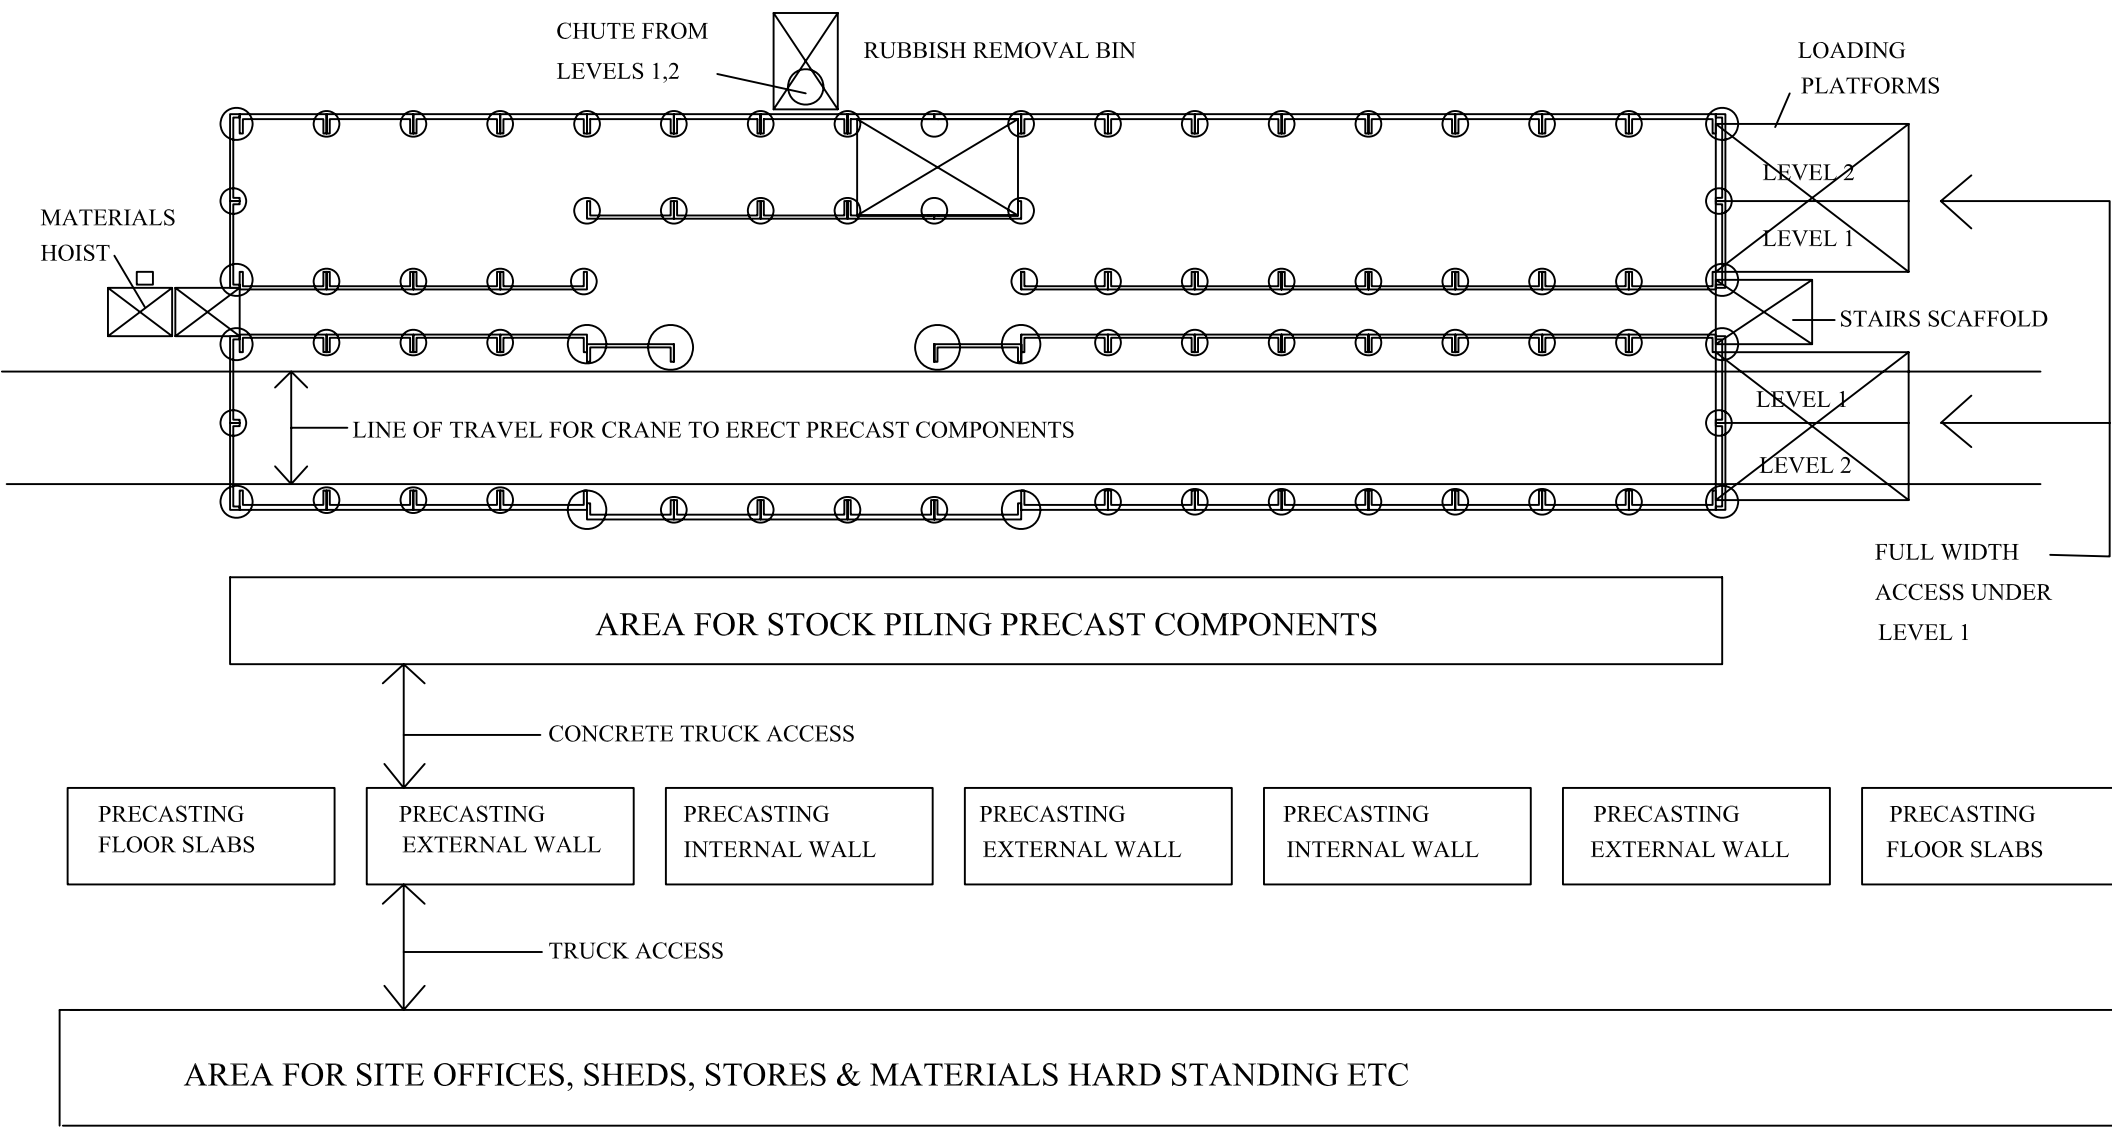 CHUTE FROM
LEVELS 1,2
RUBBISH REMOVAL BIN
LOADING
PLATFORMS
LEVEL 2
LEVEL 1
MATERIALS
HOIST
STAIRS SCAFFOLD
LEVEL 1
LEVEL 2
LINE OF TRAVEL FOR CRANE TO ERECT PRECAST COMPONENTS
FULL WIDTH
ACCESS UNDER
LEVEL 1
AREA FOR STOCK PILING PRECAST COMPONENTS
CONCRETE TRUCK ACCESS
PRECASTING
FLOOR SLABS
PRECASTING
EXTERNAL WALL
PRECASTING
INTERNAL WALL
PRECASTING
EXTERNAL WALL
PRECASTING
INTERNAL WALL
PRECASTING
EXTERNAL WALL
PRECASTING
FLOOR SLABS
TRUCK ACCESS
AREA FOR SITE OFFICES, SHEDS, STORES & MATERIALS HARD STANDING ETC